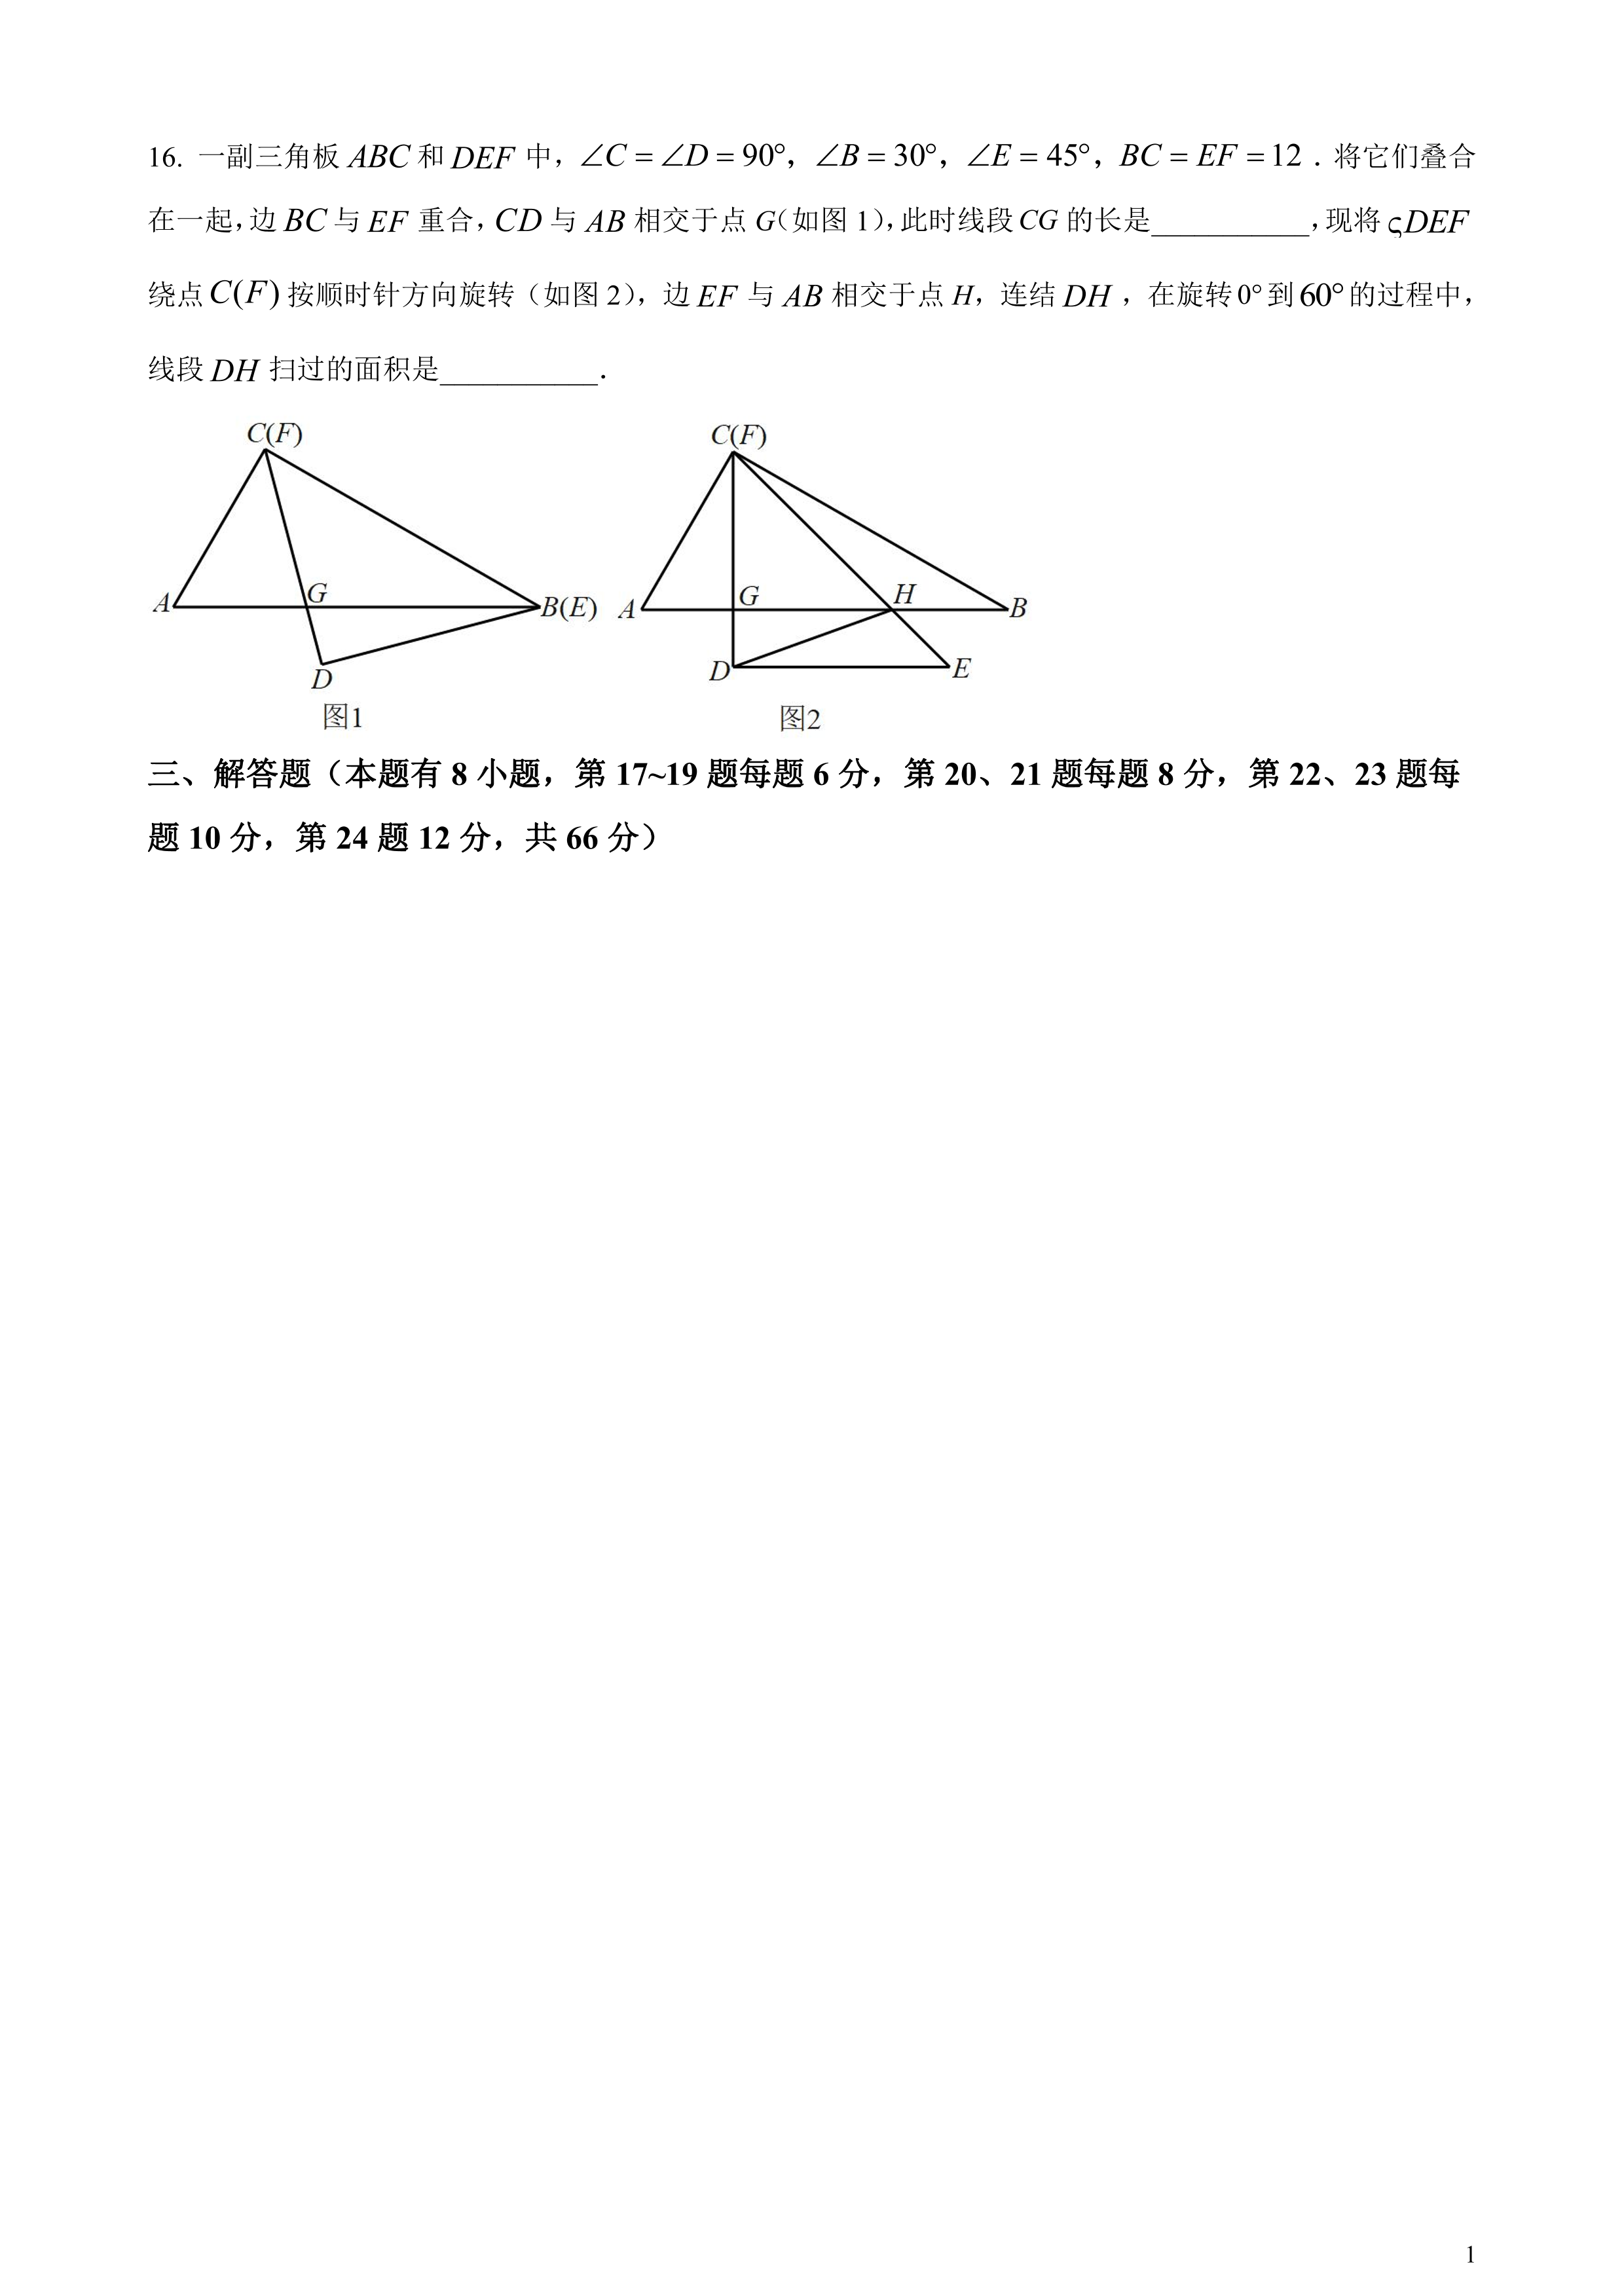 16. 一副三角板 ABC 和 DEF 中，∠C = ∠D = 90°，∠B = 30°，∠E = 45°，BC = EF = 12．将它们叠合
在一起，边 BC 与 EF 重合，CD 与 AB 相交于点 G（如图 1），此时线段 CG 的长是___________，现将 ςDEF
绕点 C(F) 按顺时针方向旋转（如图 2），边 EF 与 AB 相交于点 H，连结 DH ，在旋转 0° 到 60° 的过程中，
线段 DH 扫过的面积是___________．
C(F)
A
G
B(E)
D
图1
C(F)
A
G
H
B
D
E
图2
三、解答题（本题有 8 小题，第 17~19 题每题 6 分，第 20、21 题每题 8 分，第 22、23 题每
题 10 分，第 24 题 12 分，共 66 分）
1